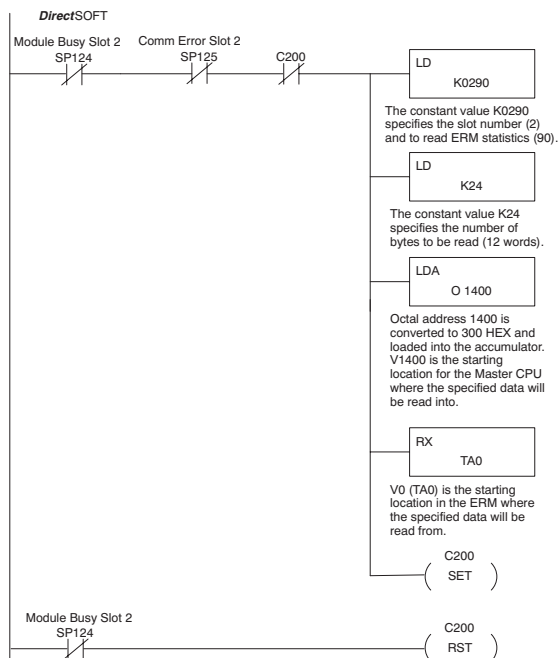 DirectSOFT
Module Busy Slot 2
Comm Error Slot 2
SP124
SP125
C200
LD
K0290
The constant value K0290
specifies the slot number (2)
and to read ERM statistics (90).
LD
K24
The constant value K24
specifies the number of
bytes to be read (12 words).
LDA
O 1400
Octal address 1400 is
converted to 300 HEX and
loaded into the accumulator.
V1400 is the starting
location for the Master CPU
where the specified data will
be read into.
RX
TA0
V0 (TA0) is the starting
location in the ERM where
the specified data will be
read from.
C200
SET
Module Busy Slot 2
SP124
C200
RST